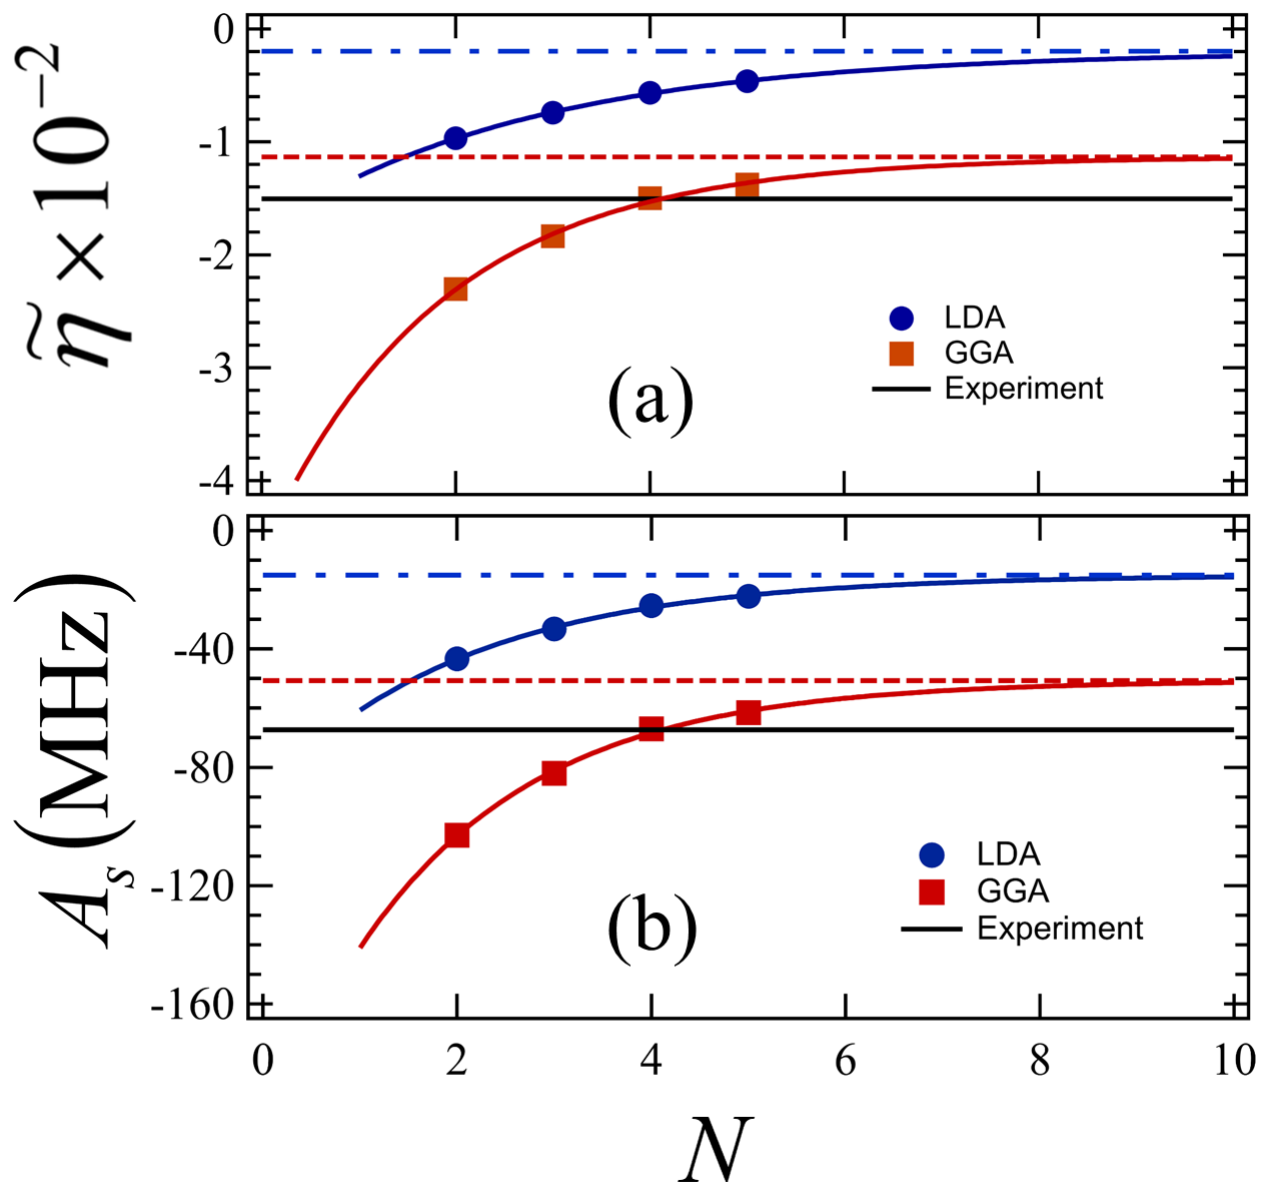 η̃ × 10⁻²
0
-1
-2
-3
-4
LDA
GGA
Experiment
(a)
A_s (MHz)
0
-40
-80
-120
-160
LDA
GGA
Experiment
(b)
0 2 4 6 8 10
N